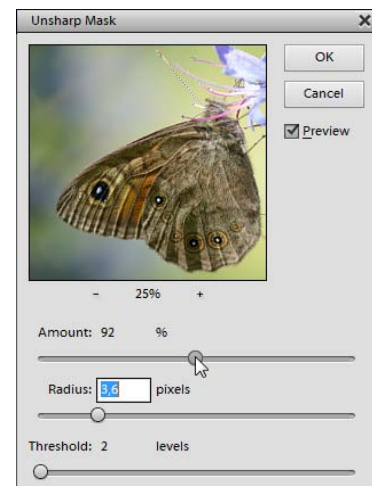 Unsharp Mask
OK
Cancel
Preview
- 25% +
Amount: 92 %
Radius: 3,6 pixels
Threshold: 2 levels